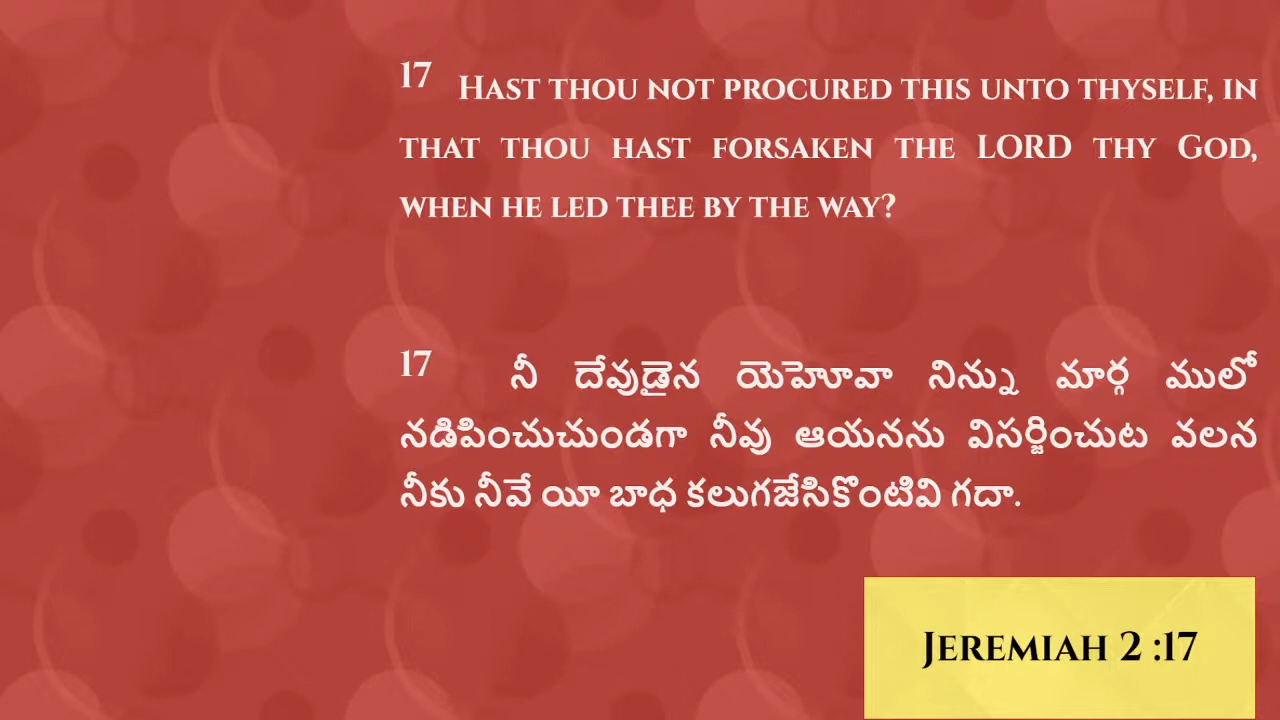 17 Hast thou not procured this unto thyself, in
that thou hast forsaken the LORD thy God,
when he led thee by the way?
17 నీ దేవుడైన యెహోవా నిన్ను మార్గ ములో
నడిపించుచుండగా నీవు ఆయనను విసర్జించుట వలన
నీకు నీవే యీ బాధ కలుగజేసికొంటివి గదా.
Jeremiah 2 :17